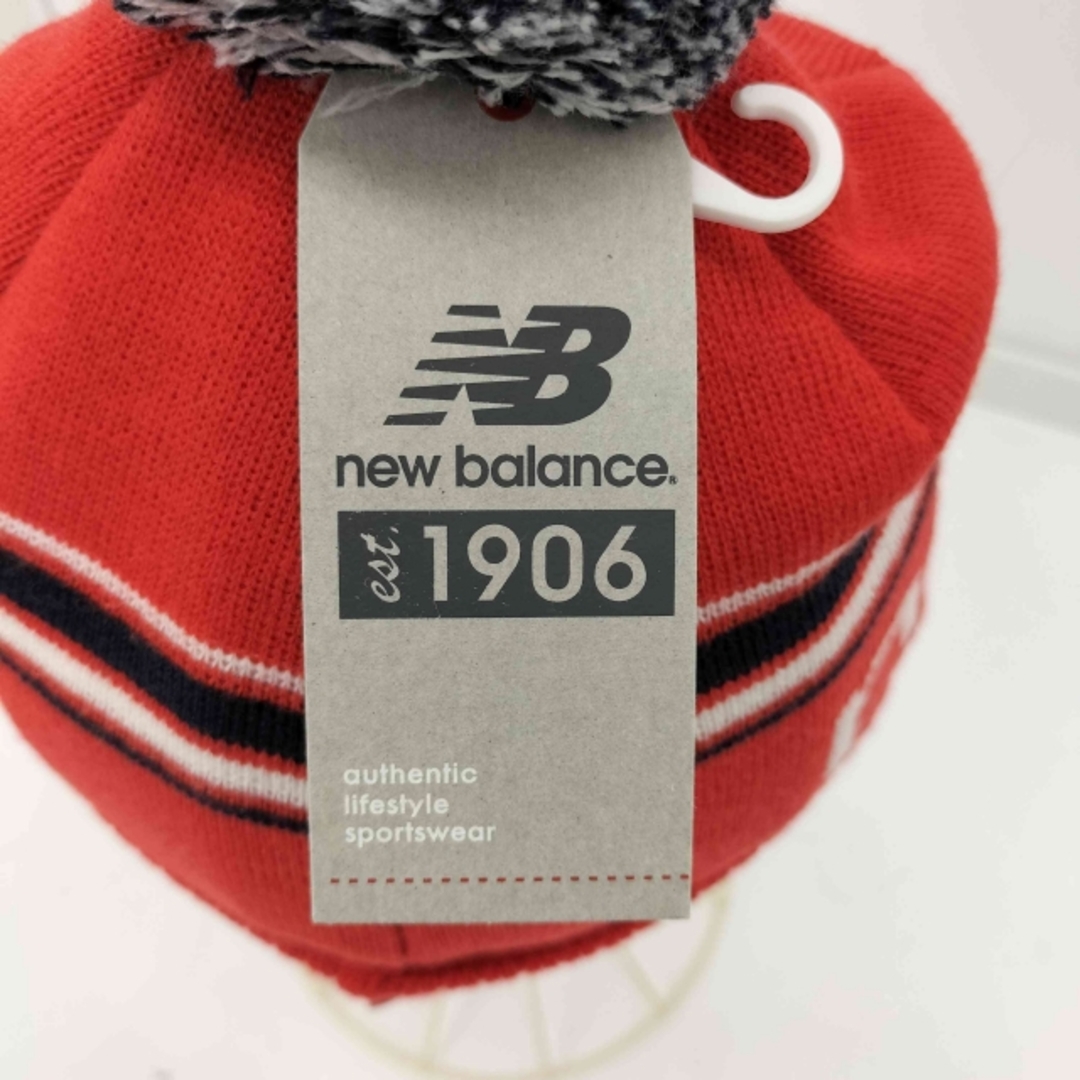 NB
new balance®
est. 1906
authentic
lifestyle
sportswear